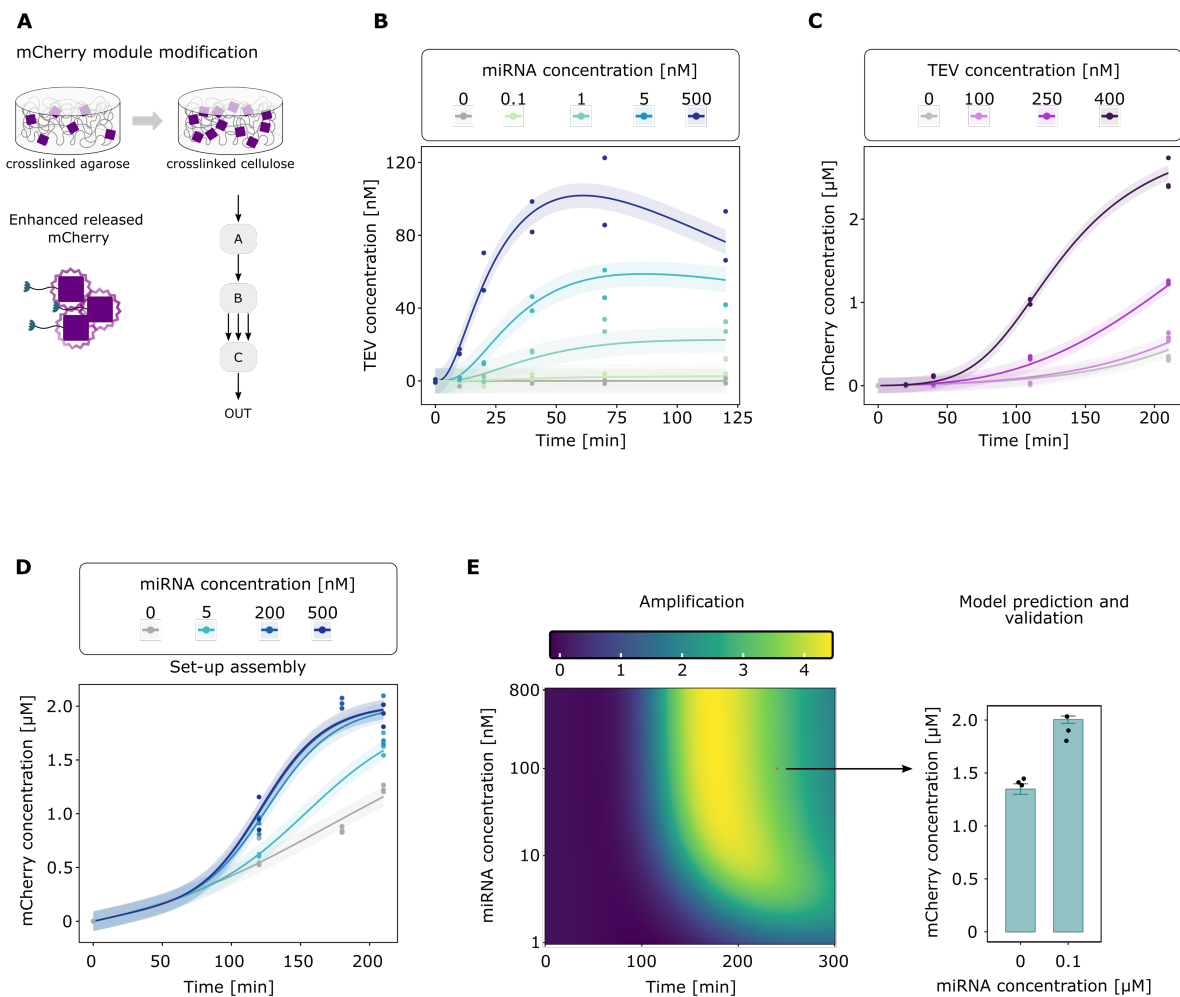 A
mCherry module modification
crosslinked agarose
crosslinked cellulose
Enhanced released
mCherry
A
B
C
OUT
B
miRNA concentration [nM]
0 0.1 1 5 500
TEV concentration [nM]
120
80
40
0
0 25 50 75 100 125
Time [min]
C
TEV concentration [nM]
0 100 250 400
mCherry concentration [µM]
2
1
0
0 50 100 150 200
Time [min]
D
miRNA concentration [nM]
0 5 200 500
Set-up assembly
mCherry concentration [µM]
2.0
1.5
1.0
0.5
0
0 50 100 150 200
Time [min]
E
Amplification
0 1 2 3 4
miRNA concentration [nM]
800
100
10
1
0 100 200 300
Time [min]
Model prediction and
validation
mCherry concentration [µM]
2.0
1.5
1.0
0.5
0
0 0.1
miRNA concentration [µM]